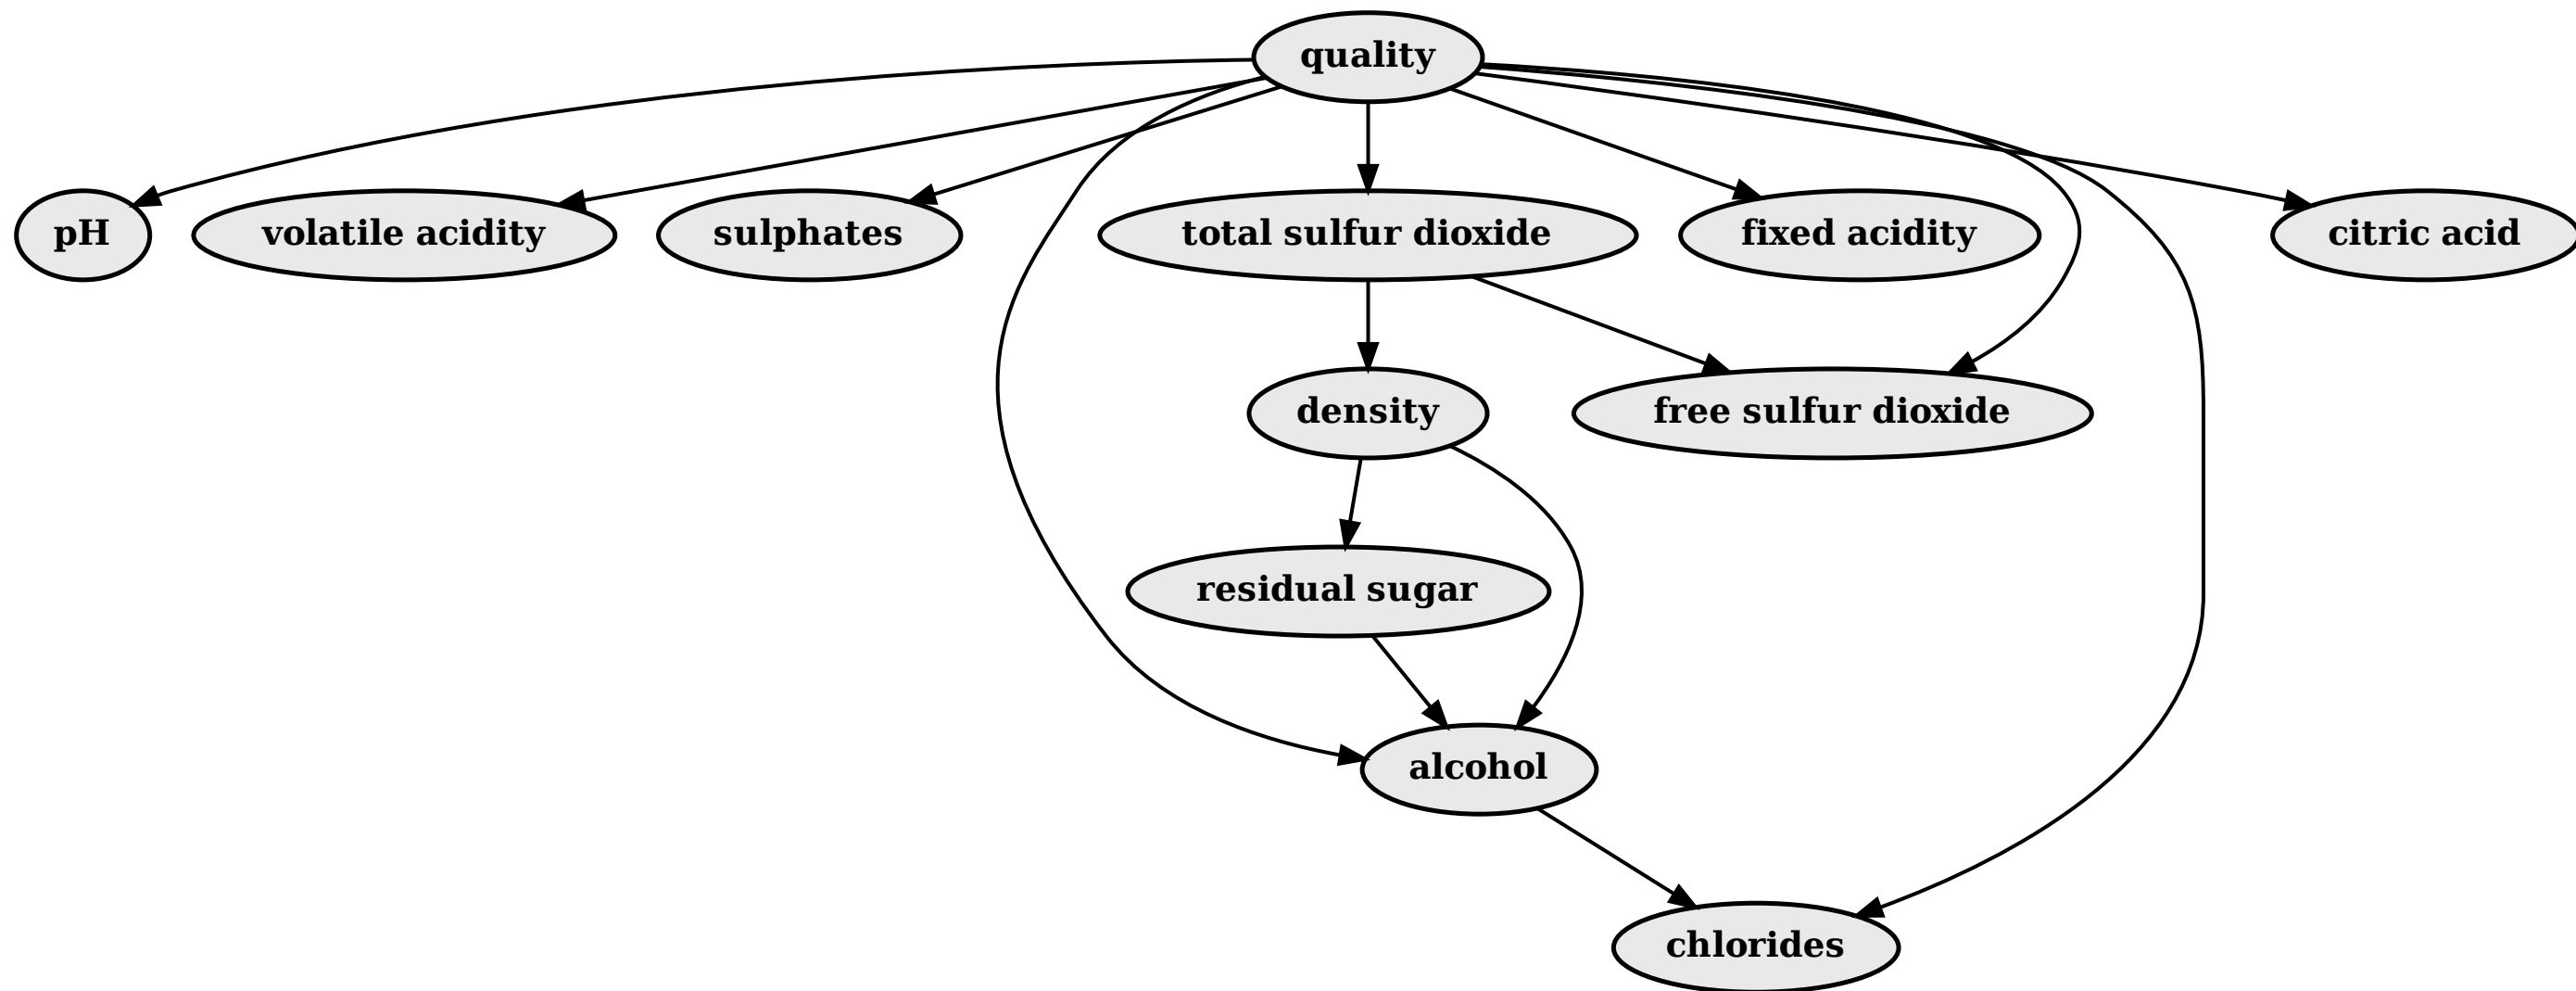 quality
pH
volatile acidity
sulphates
total sulfur dioxide
fixed acidity
citric acid
density
free sulfur dioxide
residual sugar
alcohol
chlorides